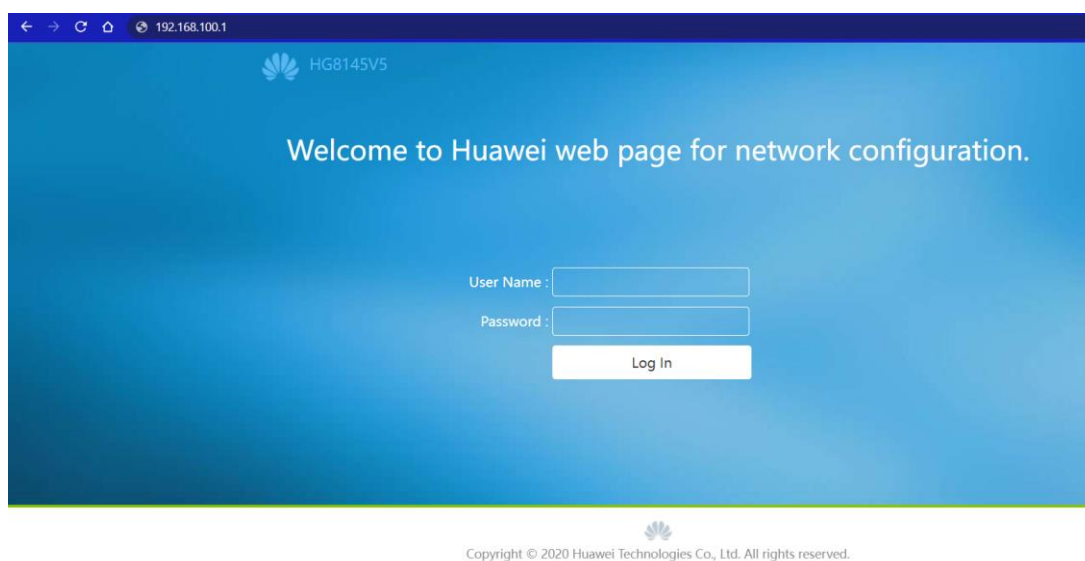 192.168.100.1
HG8145V5
Welcome to Huawei web page for network configuration.
User Name :
Password :
Log In
Copyright © 2020 Huawei Technologies Co., Ltd. All rights reserved.